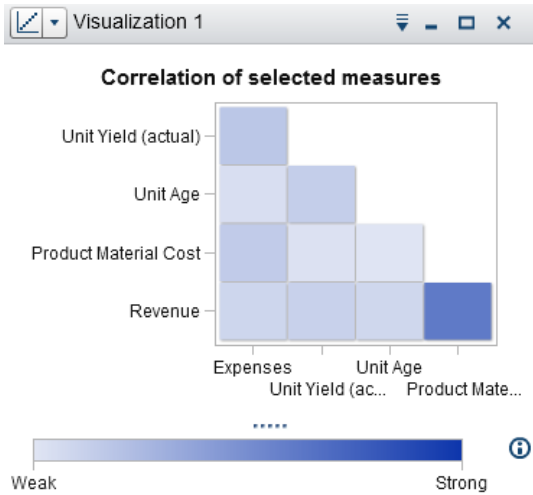 Visualization 1
Correlation of selected measures
Unit Yield (actual)
Unit Age
Product Material Cost
Revenue
Expenses
Unit Age
Unit Yield (ac...
Product Mate...
Weak
Strong